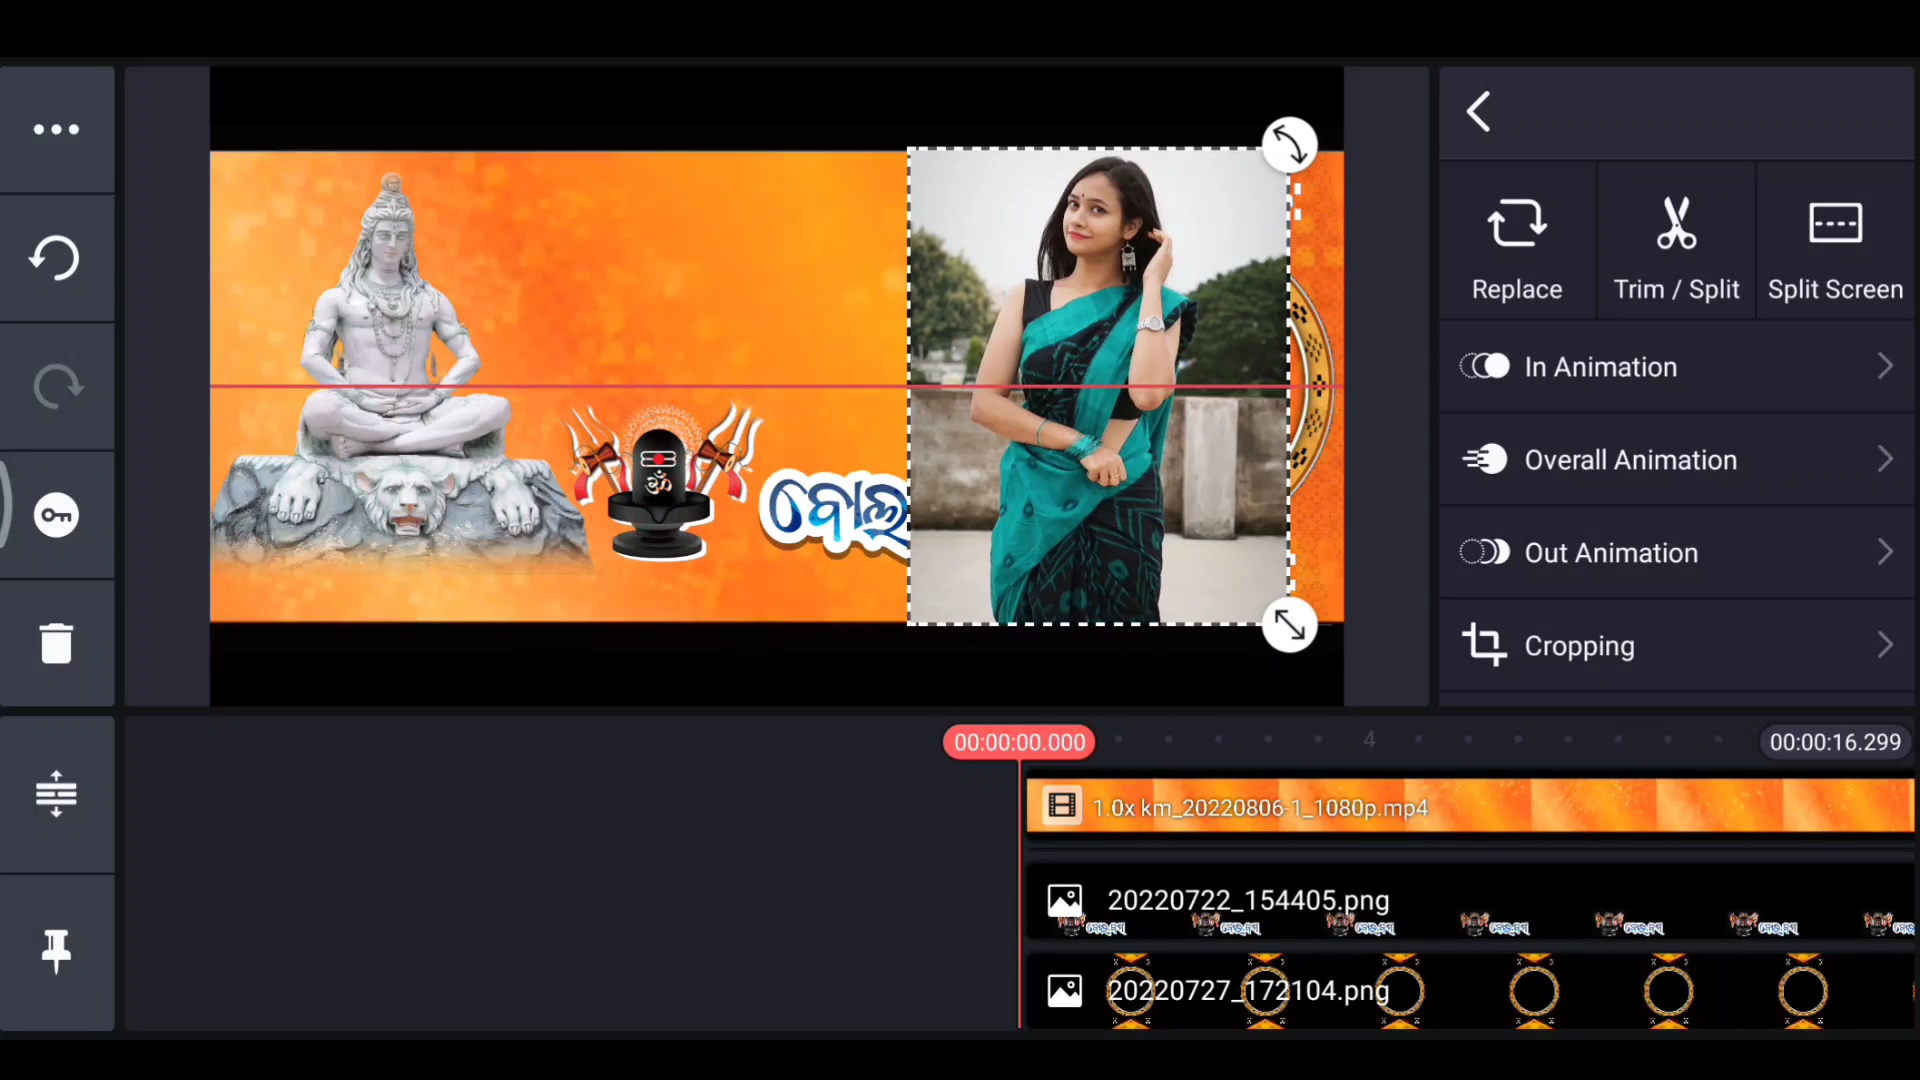 ବୋଲ
ॐ
Replace
Trim / Split
Split Screen
In Animation
Overall Animation
Out Animation
Cropping
00:00:00.000
4
00:00:16.299
1.0x km_20220806-1_1080p.mp4
20220722_154405.png
20220727_172104.png